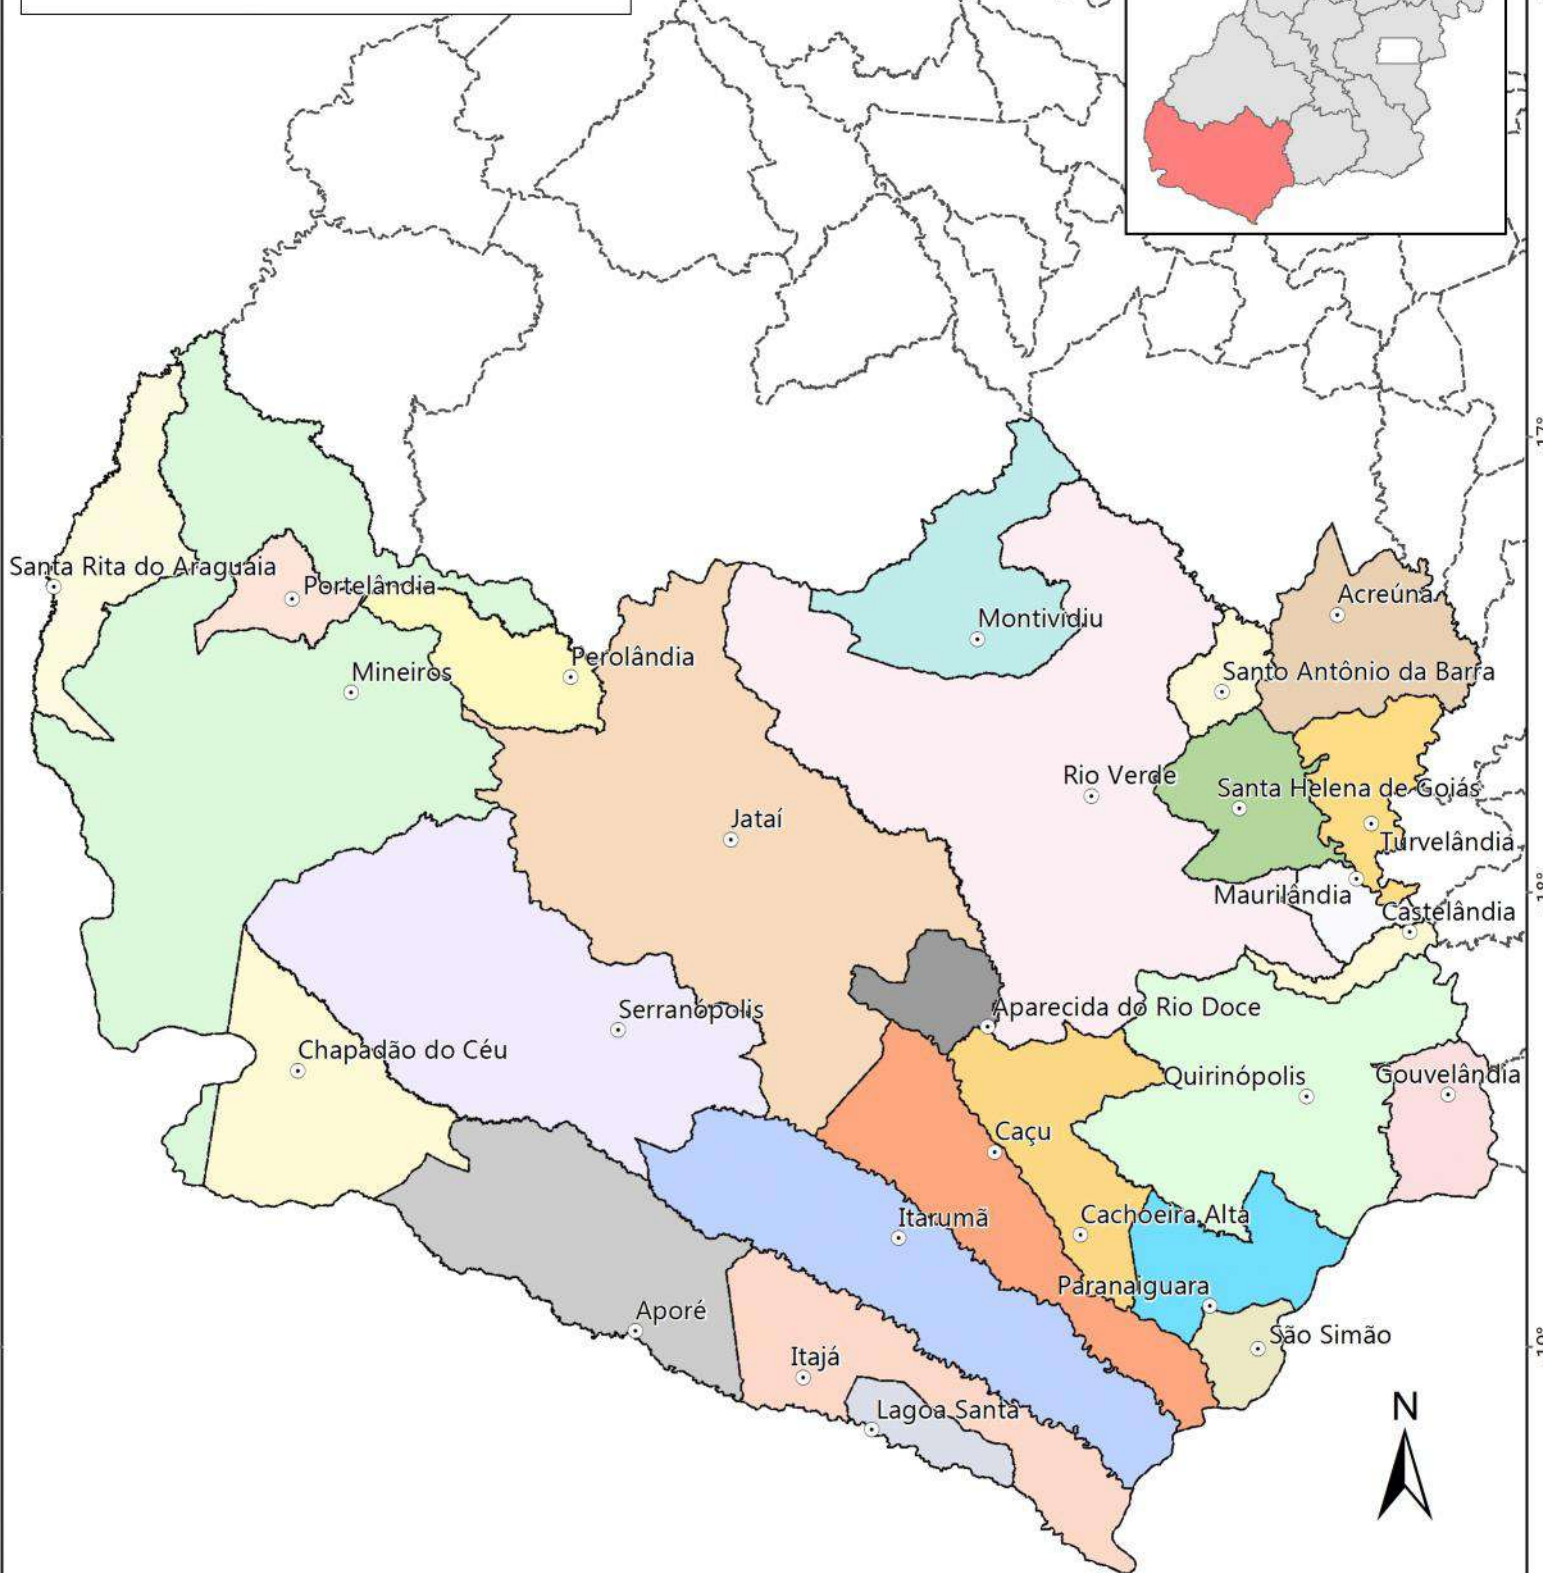 Santa Rita do Araguaia
Portelândia
Acreúna
Montividiu
Perolândia
Mineiros
Santo Antônio da Barra
Rio Verde
Santa Helena de Goiás
Jataí
Turvelândia
Maurilândia
Castelândia
Serranópolis
Aparecida do Rio Doce
Chapadão do Céu
Quirinópolis
Gouvelândia
Caçu
Itarumã
Cachoeira Alta
Paranaiguara
Aporé
São Simão
Itajá
Lagoa Santa
N